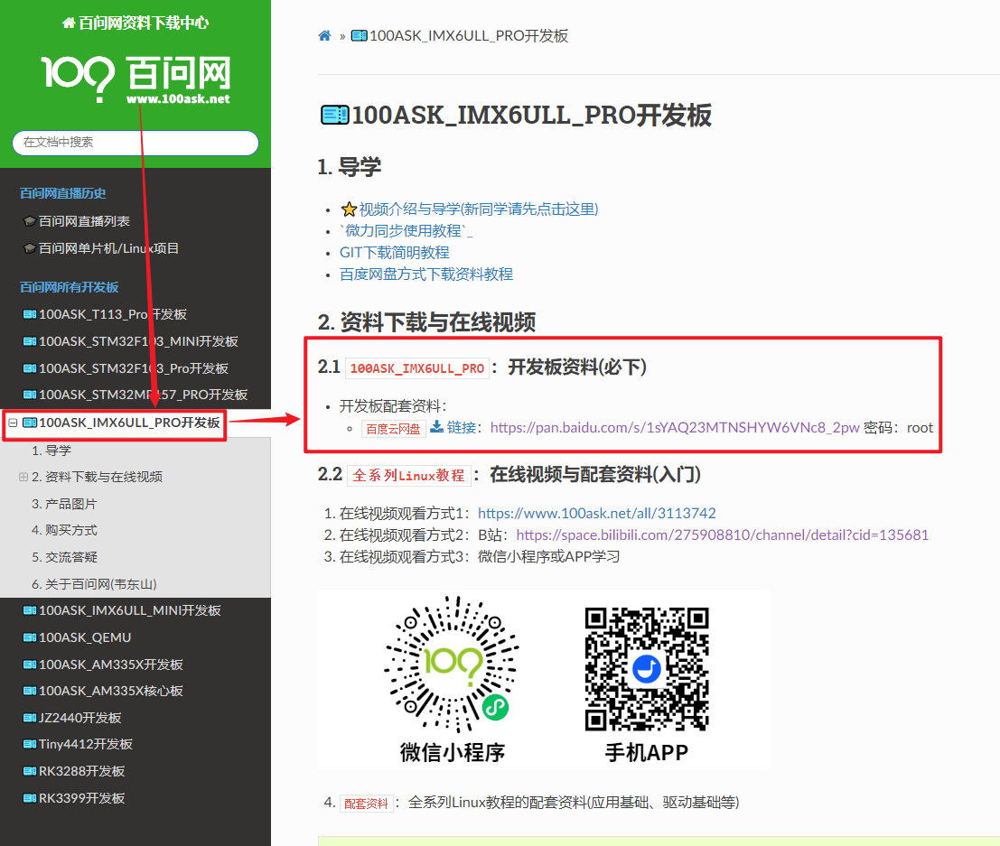 百问网资料下载中心
100ASK_IMX6ULL_PRO开发板
»
100 百问网
www.100ask.net
在文档中搜索
百问网直播历史
百问网直播列表
百问网单片机/Linux项目
百问网所有开发板
100ASK_T113_Pro开发板
100ASK_STM32F103_MINI开发板
100ASK_STM32F103_Pro开发板
100ASK_STM32MP157_PRO开发板
100ASK_IMX6ULL_PRO开发板
1. 导学
2. 资料下载与在线视频
3. 产品图片
4. 购买方式
5. 交流答疑
6. 关于百问网(韦东山)
100ASK_IMX6ULL_MINI开发板
100ASK_QEMU
100ASK_AM335X开发板
100ASK_AM335X核心板
JZ2440开发板
Tiny4412开发板
RK3288开发板
RK3399开发板
100ASK_IMX6ULL_PRO开发板
1. 导学
视频介绍与导学(新同学请先点击这里)
`微力同步使用教程`_
GIT下载简明教程
百度网盘方式下载资料教程
2. 资料下载与在线视频
2.1 100ASK_IMX6ULL_PRO ：开发板资料(必下)
开发板配套资料：
百度云网盘 链接：https://pan.baidu.com/s/1sYAQ23MTNSHYW6VNc8_2pw 密码：root
2.2 全系列Linux教程 ：在线视频与配套资料(入门)
1. 在线视频观看方式1：https://www.100ask.net/all/3113742
2. 在线视频观看方式2：B站：https://space.bilibili.com/275908810/channel/detail?cid=135681
3. 在线视频观看方式3：微信小程序或APP学习
微信小程序 手机APP
4. 配套资料 ：全系列Linux教程的配套资料(应用基础、驱动基础等)